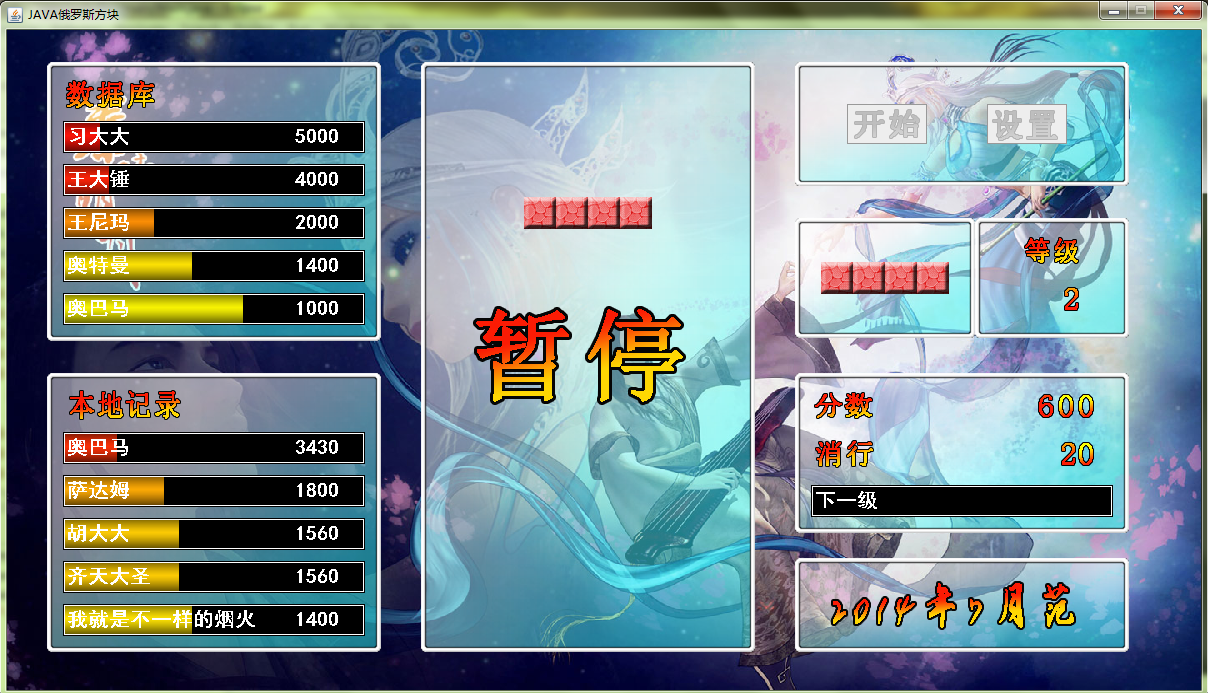 JAVA俄罗斯方块
数据库
习大大 5000
王大锤 4000
王尼玛 2000
奥特曼 1400
奥巴马 1000
本地记录
奥巴马 3430
萨达姆 1800
胡大大 1560
齐天大圣 1560
我就是不一样的烟火 1400
暂停
开始 设置
等级
2
分数 600
消行 20
下一级
2014年7月范